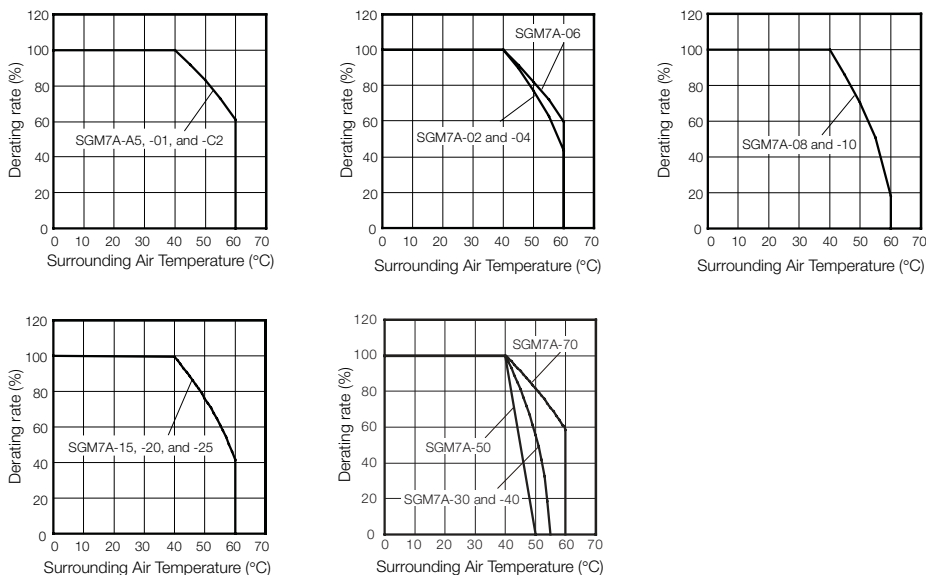 120
100
80
60
40
20
0
Derating rate (%)
SGM7A-A5, -01, and -C2
0 10 20 30 40 50 60 70
Surrounding Air Temperature (°C)
120
100
80
60
40
20
0
Derating rate (%)
SGM7A-06
SGM7A-02 and -04
0 10 20 30 40 50 60 70
Surrounding Air Temperature (°C)
120
100
80
60
40
20
0
Derating rate (%)
SGM7A-08 and -10
0 10 20 30 40 50 60 70
Surrounding Air Temperature (°C)
120
100
80
60
40
20
0
Derating rate (%)
SGM7A-15, -20, and -25
0 10 20 30 40 50 60 70
Surrounding Air Temperature (°C)
120
100
80
60
40
20
0
Derating rate (%)
SGM7A-70
SGM7A-50
SGM7A-30 and -40
0 10 20 30 40 50 60 70
Surrounding Air Temperature (°C)